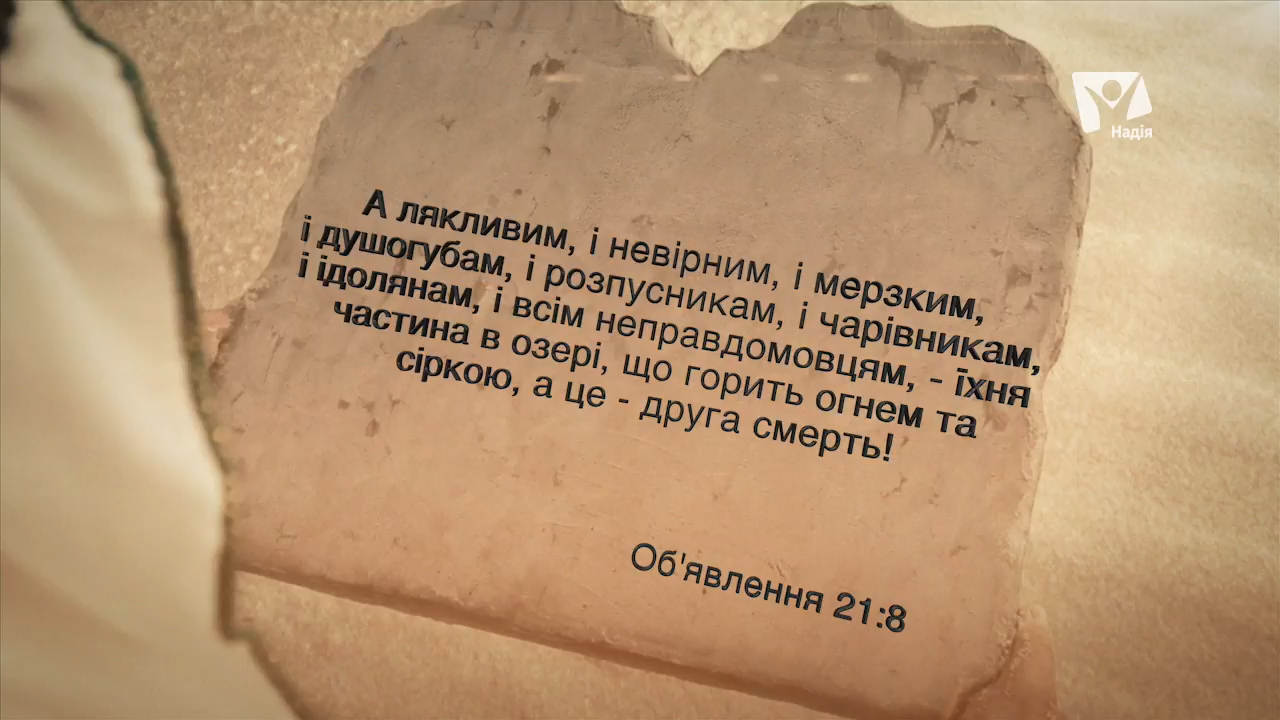 Надія
А лякливим, і невірним, і мерзким,
і душогубам, і розпусникам, і чарівникам,
і ідолянам, і всім неправдомовцям, - їхня
частина в озері, що горить огнем та
сіркою, а це - друга смерть!
Об'явлення 21:8